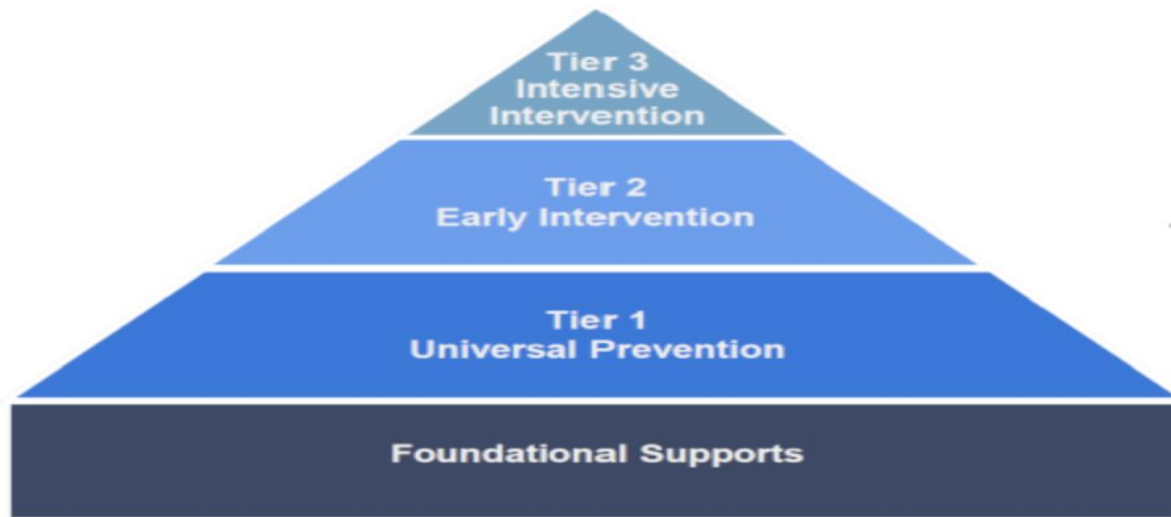 Tier 3
Intensive
Intervention
Tier 2
Early Intervention
Tier 1
Universal Prevention
Foundational Supports